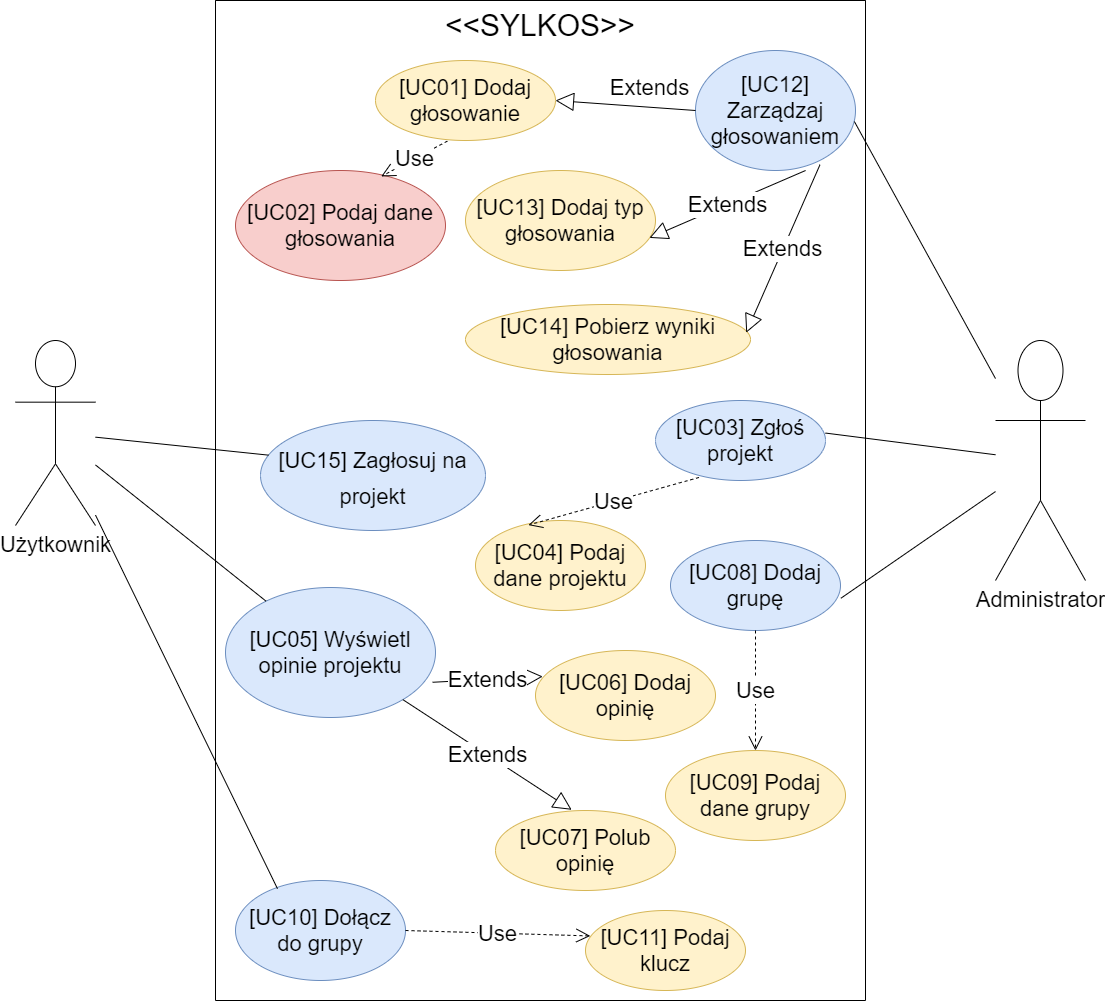 <<SYLKOS>>
[UC01] Dodaj
głosowanie
Extends
[UC12]
Zarządzaj
głosowaniem
Use
[UC02] Podaj dane
głosowania
[UC13] Dodaj typ
głosowania
Extends
Extends
[UC14] Pobierz wyniki
głosowania
[UC03] Zgłoś
projekt
[UC15] Zagłosuj na
projekt
Use
Użytkownik
[UC04] Podaj
dane projektu
[UC08] Dodaj
grupę
Administrator
[UC05] Wyświetl
opinie projektu
Extends
[UC06] Dodaj
opinię
Use
Extends
[UC09] Podaj
dane grupy
[UC07] Polub
opinię
[UC10] Dołącz
do grupy
Use
[UC11] Podaj
klucz